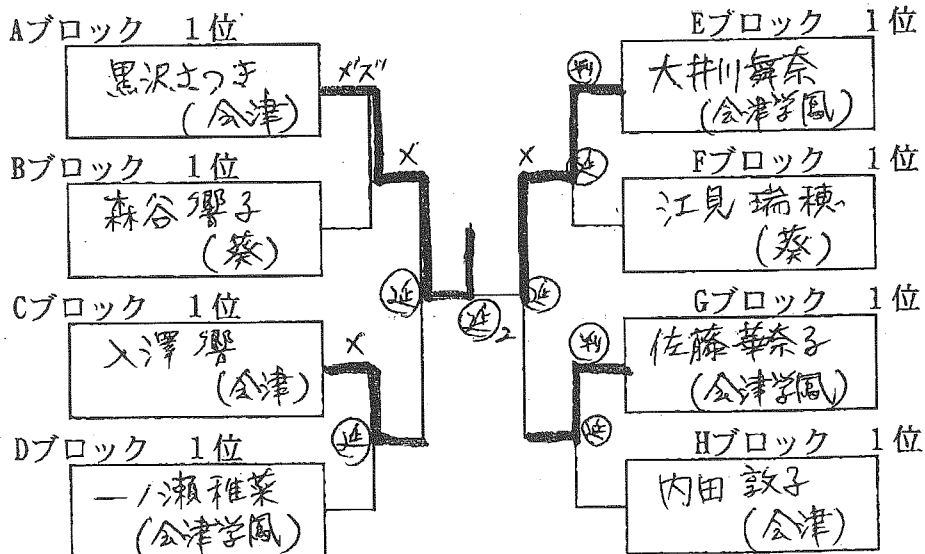 Aブロック 1位
黒沢さつき
(会津)
Bブロック 1位
森谷響子
(葵)
Cブロック 1位
入澤響
(会津)
Dブロック 1位
一ノ瀬稚菜
(会津学鳳)
メズ
メ
延
メ
延
延2
Eブロック 1位
大井川舞奈
(会津学鳳)
Fブロック 1位
江見瑞穂
(葵)
Gブロック 1位
佐藤華奈子
(会津学鳳)
Hブロック 1位
内田敦子
(会津)
判
メ
延
延
判
延